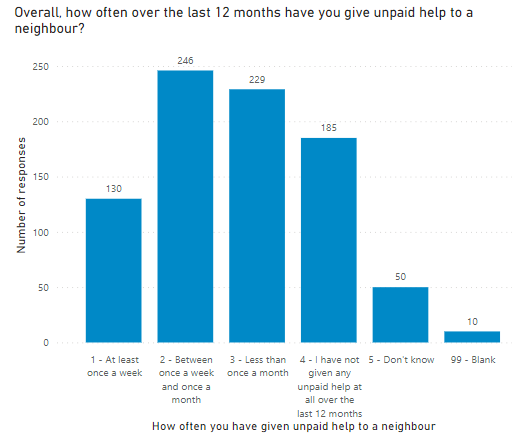 Overall, how often over the last 12 months have you give unpaid help to a
neighbour?
250
200
150
100
50
0
Number of responses
130
246
229
185
50
10
1 - At least
once a week
2 - Between
once a week
and once a
month
3 - Less than
once a month
4 - I have not
given any
unpaid help at
all over the
last 12 months
5 - Don't know
99 - Blank
How often you have given unpaid help to a neighbour